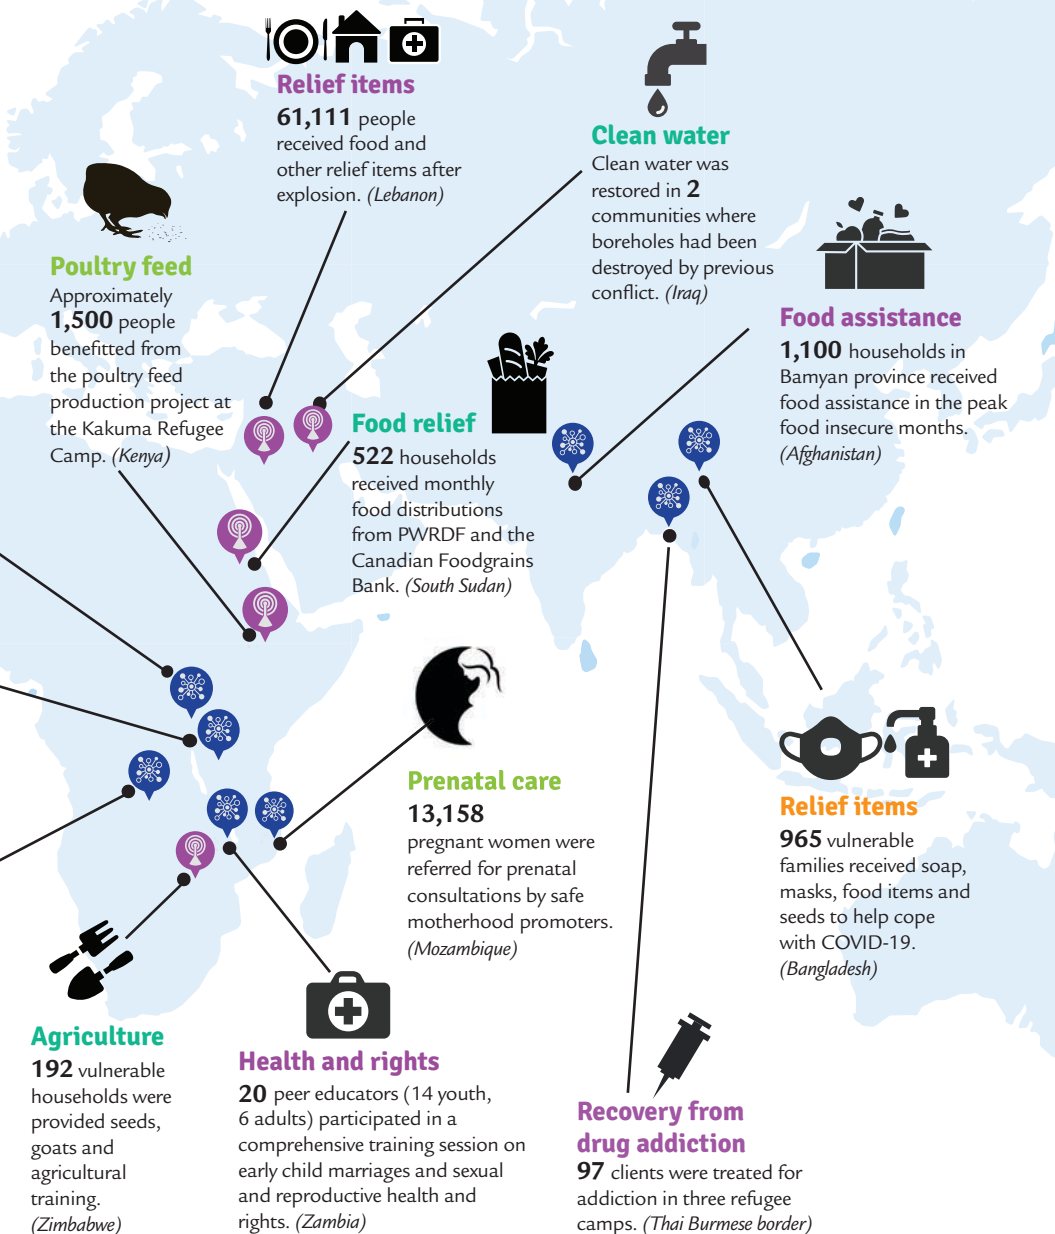 Relief items
61,111 people
received food and
other relief items after
explosion. (Lebanon)
Clean water
Clean water was
restored in 2
communities where
boreholes had been
destroyed by previous
conflict. (Iraq)
Poultry feed
Approximately
1,500 people
benefitted from
the poultry feed
production project at
the Kakuma Refugee
Camp. (Kenya)
Food assistance
1,100 households in
Bamyan province received
food assistance in the peak
food insecure months.
(Afghanistan)
Food relief
522 households
received monthly
food distributions
from PWRDF and the
Canadian Foodgrains
Bank. (South Sudan)
Prenatal care
13,158
pregnant women were
referred for prenatal
consultations by safe
motherhood promoters.
(Mozambique)
Relief items
965 vulnerable
families received soap,
masks, food items and
seeds to help cope
with COVID-19.
(Bangladesh)
Agriculture
192 vulnerable
households were
provided seeds,
goats and
agricultural
training.
(Zimbabwe)
Health and rights
20 peer educators (14 youth,
6 adults) participated in a
comprehensive training session on
early child marriages and sexual
and reproductive health and
rights. (Zambia)
Recovery from
drug addiction
97 clients were treated for
addiction in three refugee
camps. (Thai Burmese border)